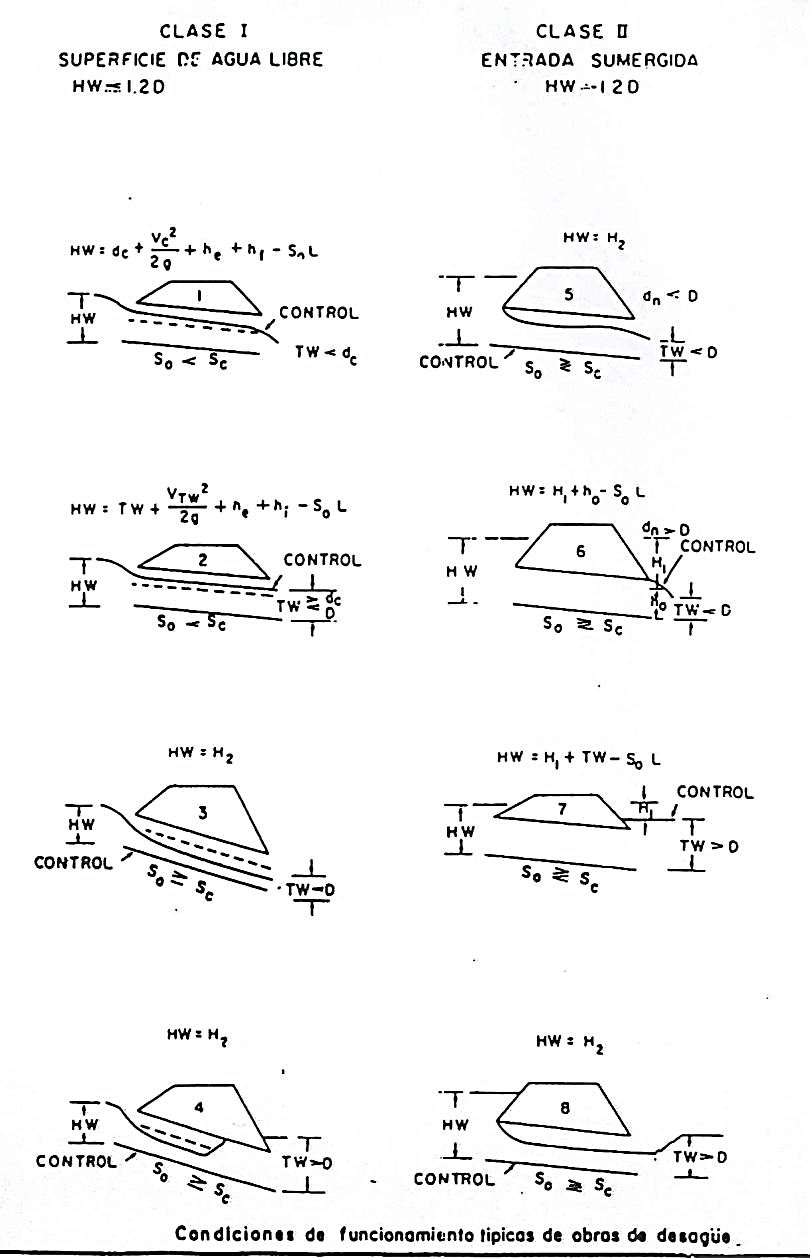 CLASE I
SUPERFICIE DE AGUA LIBRE
HW ≤ 1.2 D
CLASE II
ENTRADA SUMERGIDA
HW 1 2 D
HW = dc + Vc²/2g + he + hf - So L
1
HW
CONTROL
So < Sc
TW < dc
HW = H2
5
dn < D
HW
TW < D
CONTROL
So ≷ Sc
HW = TW + VTW²/2g + he + hf - So L
2
CONTROL
HW
TW ≥ dc
D
So < Sc
HW = H1 + ho - So L
6
dn > D
CONTROL
H1
HW
Ho
TW < D
So ≷ Sc
HW = H2
3
HW
CONTROL
So ≥ Sc
TW = D
HW = H1 + TW - So L
7
H1
CONTROL
HW
TW > D
So ≷ Sc
HW = H2
4
HW
CONTROL
So ≥ Sc
TW > D
HW = H2
8
HW
TW > D
CONTROL
So ≷ Sc
Condiciones de funcionamiento tipicas de obras de desagüe.